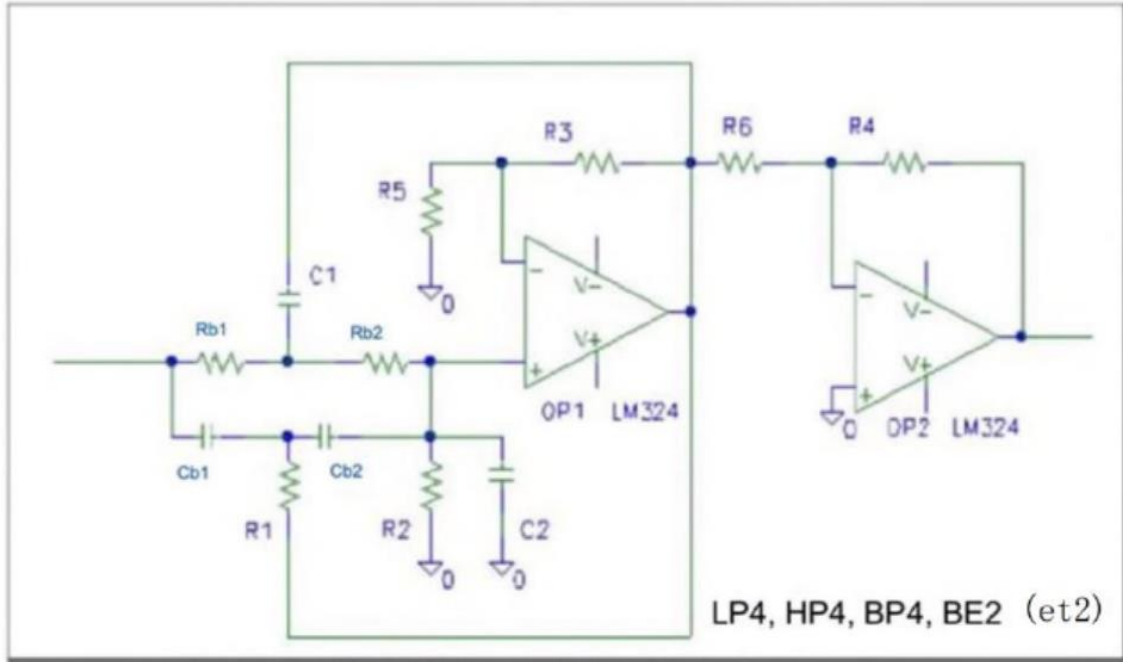 R3
R6
R4
R5
0
C1
V-
V+
OP1 LM324
V-
V+
0
OP2 LM324
Rb1
Rb2
Cb1
Cb2
R1
R2
C2
0
0
LP4, HP4, BP4, BE2 (et2)